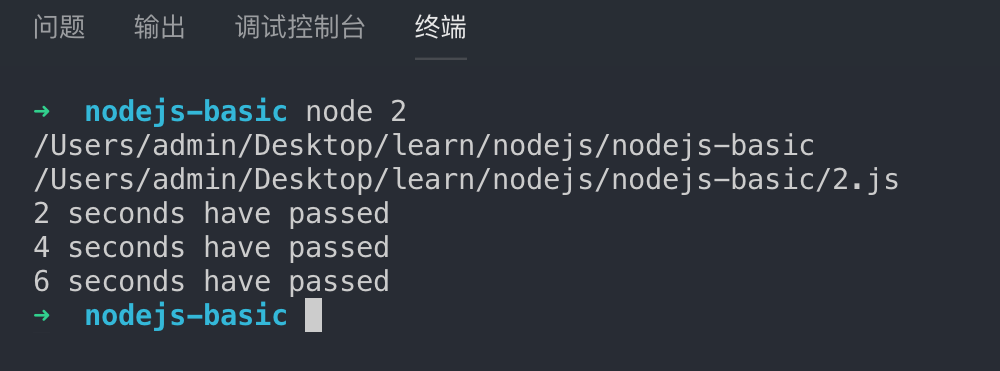 问题 输出 调试控制台 终端
➜ nodejs-basic node 2
/Users/admin/Desktop/learn/nodejs/nodejs-basic
/Users/admin/Desktop/learn/nodejs/nodejs-basic/2.js
2 seconds have passed
4 seconds have passed
6 seconds have passed
➜ nodejs-basic